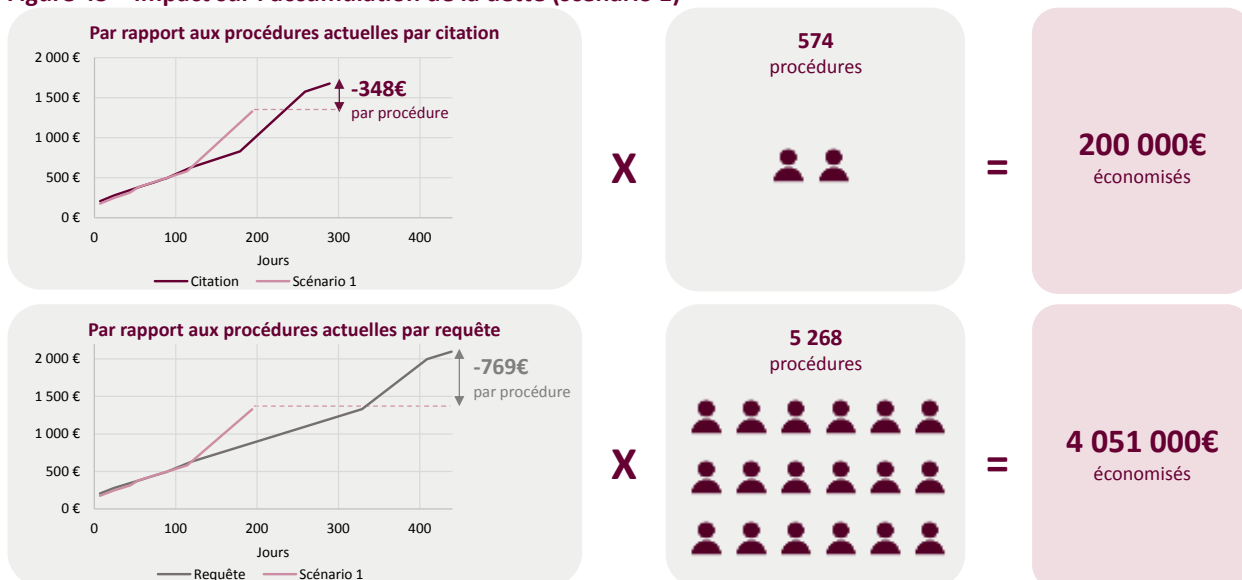 Par rapport aux procédures actuelles par citation
2 000 €
1 500 €
1 000 €
500 €
0 €
0
100
200
300
400
Jours
Citation
Scénario 1
-348€
par procédure
X
574
procédures
=
200 000€
économisés
Par rapport aux procédures actuelles par requête
2 000 €
1 500 €
1 000 €
500 €
0 €
0
100
200
300
400
Jours
Requête
Scénario 1
-769€
par procédure
X
5 268
procédures
=
4 051 000€
économisés